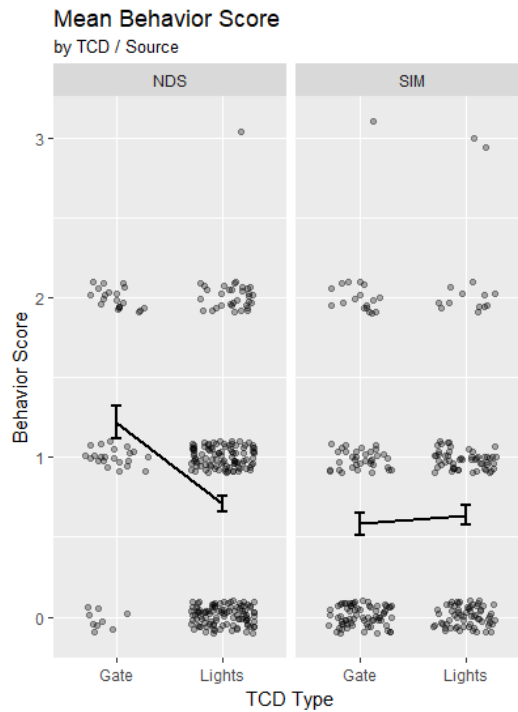 Mean Behavior Score
by TCD / Source
NDS
SIM
3
2
1
0
Behavior Score
Gate
Lights
Gate
Lights
TCD Type